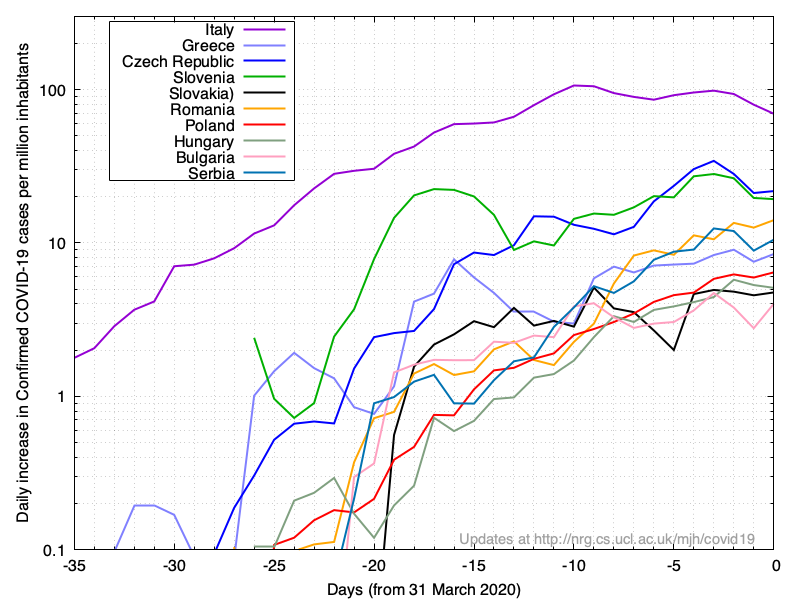 Italy
Greece
Czech Republic
Slovenia
Slovakia)
Romania
Poland
Hungary
Bulgaria
Serbia
Daily increase in Confirmed COVID-19 cases per million inhabitants
100
10
1
0.1
Updates at http://nrg.cs.ucl.ac.uk/mjh/covid19
-35 -30 -25 -20 -15 -10 -5 0
Days (from 31 March 2020)